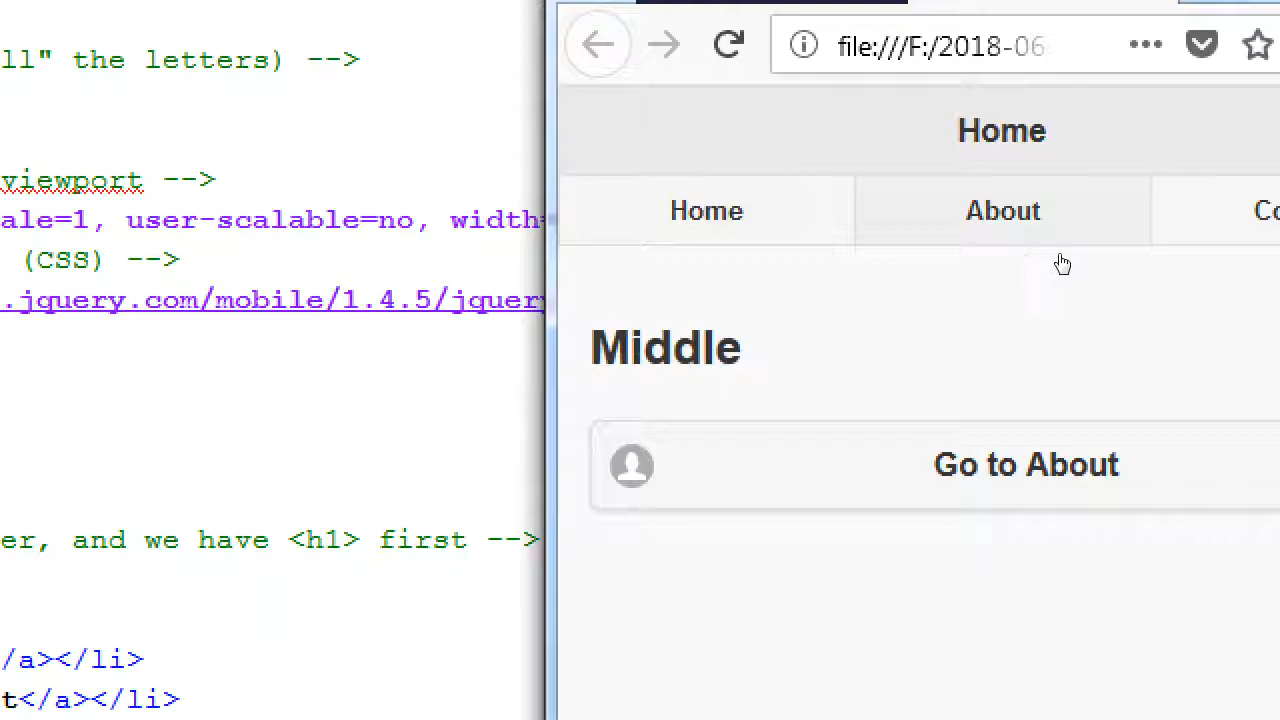 ll" the letters) -->
viewport -->
ale=1, user-scalable=no, width=
(CSS) -->
.jquery.com/mobile/1.4.5/jquery
er, and we have <h1> first -->
/a></li>
t</a></li>
file:///F:/2018-06
Home
Home About Co
Middle
Go to About